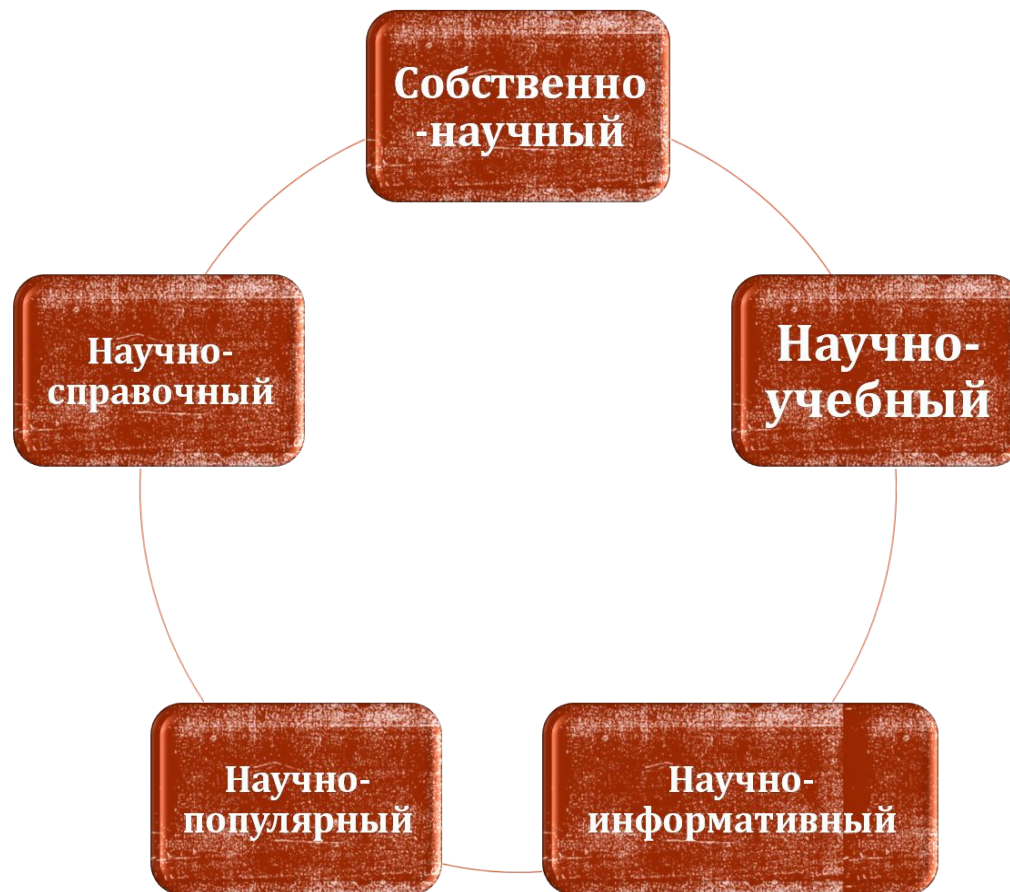 Собственно
-научный
Научно-
учебный
Научно-
информативный
Научно-
популярный
Научно-
справочный